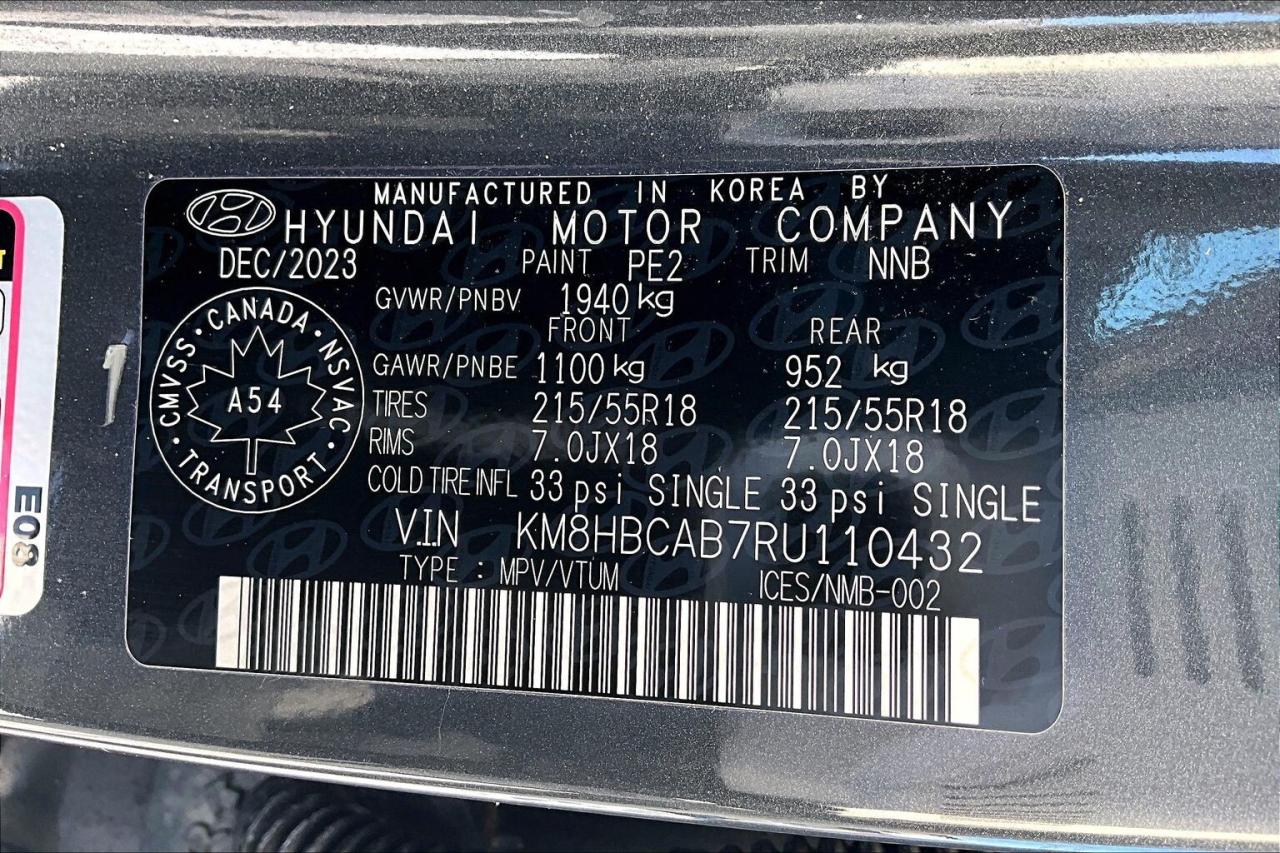 MANUFACTURED IN KOREA BY
HYUNDAI MOTOR COMPANY
DEC/2023 PAINT PE2 TRIM NNB
GVWR/PNBV 1940 kg
FRONT REAR
GAWR/PNBE 1100 kg 952 kg
TIRES 215/55R18 215/55R18
RIMS 7.0JX18 7.0JX18
COLD TIRE INFL 33 psi SINGLE 33 psi SINGLE
V.I.N KM8HBCAB7RU110432
TYPE : MPV/VTUM ICES/NMB-002
CANADA · NSVAC · TRANSPORT · CMVSS ·
A54
1
E08